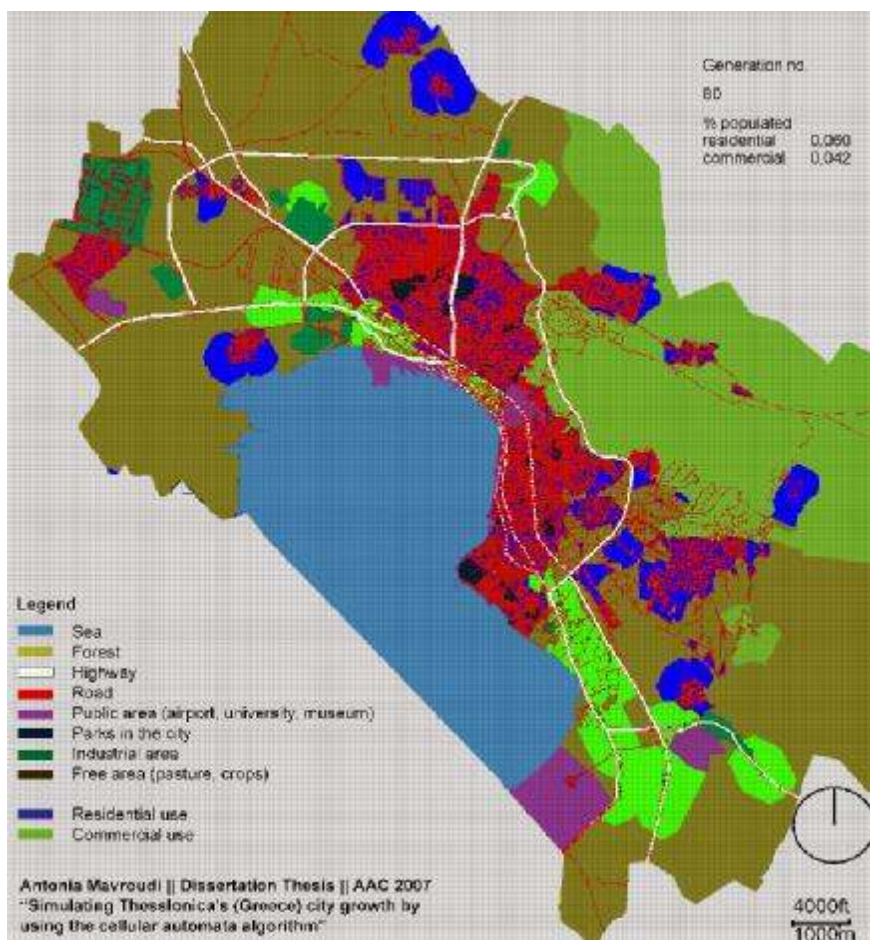 Generation no.
80
% populated
residential 0.060
commercial 0.042
Legend
Sea
Forest
Highway
Road
Public area (airport, university, museum)
Parks in the city
Industrial area
Free area (pasture, crops)
Residential use
Commercial use
Antonia Mavroudi || Dissertation Thesis || AAC 2007
"Simulating Thesslonica's (Greece) city growth by
using the cellular automata algorithm"
4000ft
1000m